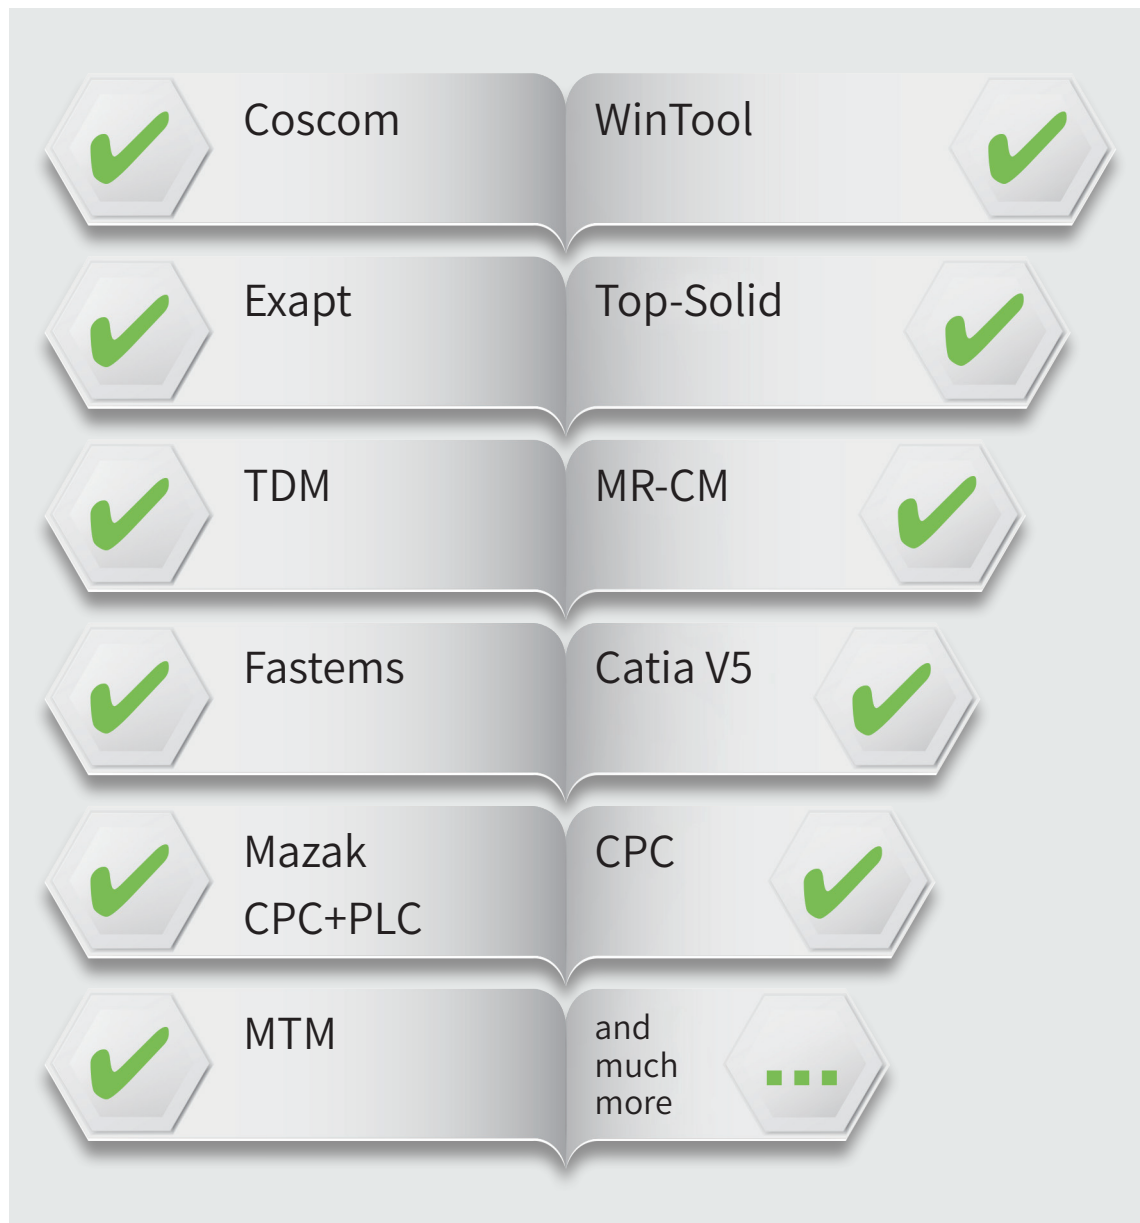 Coscom
WinTool
Exapt
Top-Solid
TDM
MR-CM
Fastems
Catia V5
Mazak
CPC+PLC
CPC
MTM
and
much
more